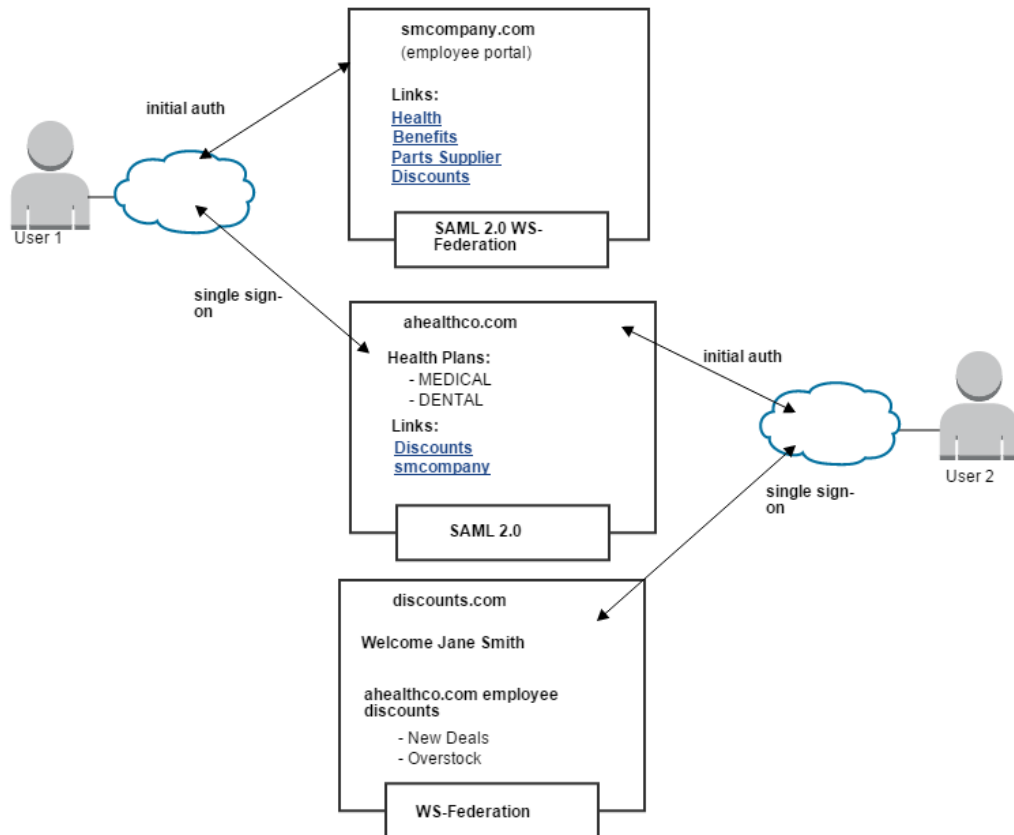 smcompany.com
(employee portal)
initial auth
Links:
Health
Benefits
Parts Supplier
Discounts
User 1
SAML 2.0 WS-
Federation
single sign-
on
ahealthco.com
Health Plans:
- MEDICAL
- DENTAL
Links:
Discounts
smcompany
initial auth
User 2
single sign-
on
SAML 2.0
discounts.com
Welcome Jane Smith
ahealthco.com employee
discounts
- New Deals
- Overstock
WS-Federation